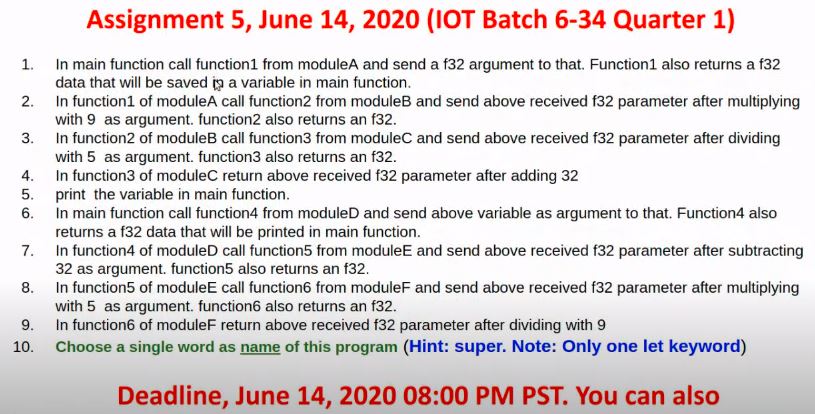 Assignment 5, June 14, 2020 (IOT Batch 6-34 Quarter 1)
1. In main function call function1 from moduleA and send a f32 argument to that. Function1 also returns a f32
data that will be saved in a variable in main function.
2. In function1 of moduleA call function2 from moduleB and send above received f32 parameter after multiplying
with 9 as argument. function2 also returns an f32.
3. In function2 of moduleB call function3 from moduleC and send above received f32 parameter after dividing
with 5 as argument. function3 also returns an f32.
4. In function3 of moduleC return above received f32 parameter after adding 32
5. print the variable in main function.
6. In main function call function4 from moduleD and send above variable as argument to that. Function4 also
returns a f32 data that will be printed in main function.
7. In function4 of moduleD call function5 from moduleE and send above received f32 parameter after subtracting
32 as argument. function5 also returns an f32.
8. In function5 of moduleE call function6 from moduleF and send above received f32 parameter after multiplying
with 5 as argument. function6 also returns an f32.
9. In function6 of moduleF return above received f32 parameter after dividing with 9
10. Choose a single word as name of this program (Hint: super. Note: Only one let keyword)
Deadline, June 14, 2020 08:00 PM PST. You can also